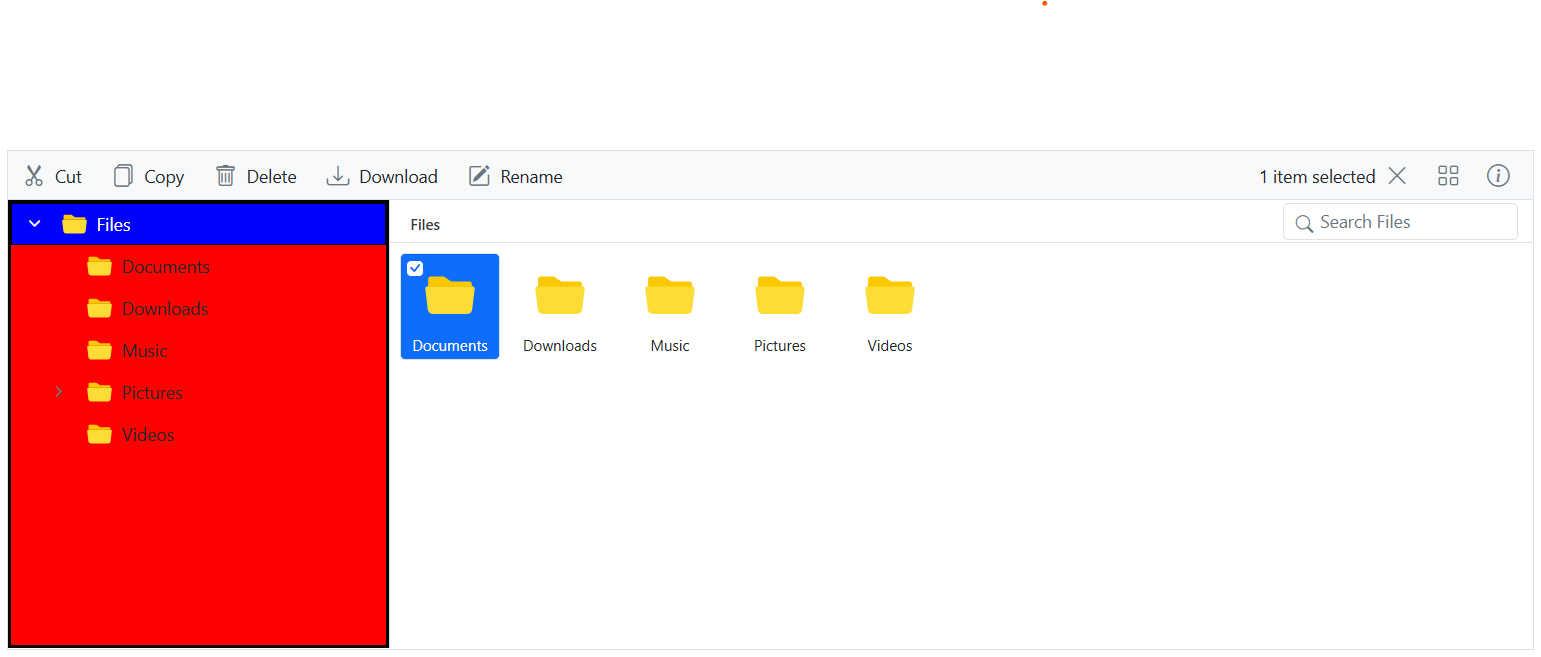 Cut Copy Delete Download Rename 1 item selected
Files
Documents
Downloads
Music
Pictures
Videos
Files Search Files
Documents Downloads Music Pictures Videos